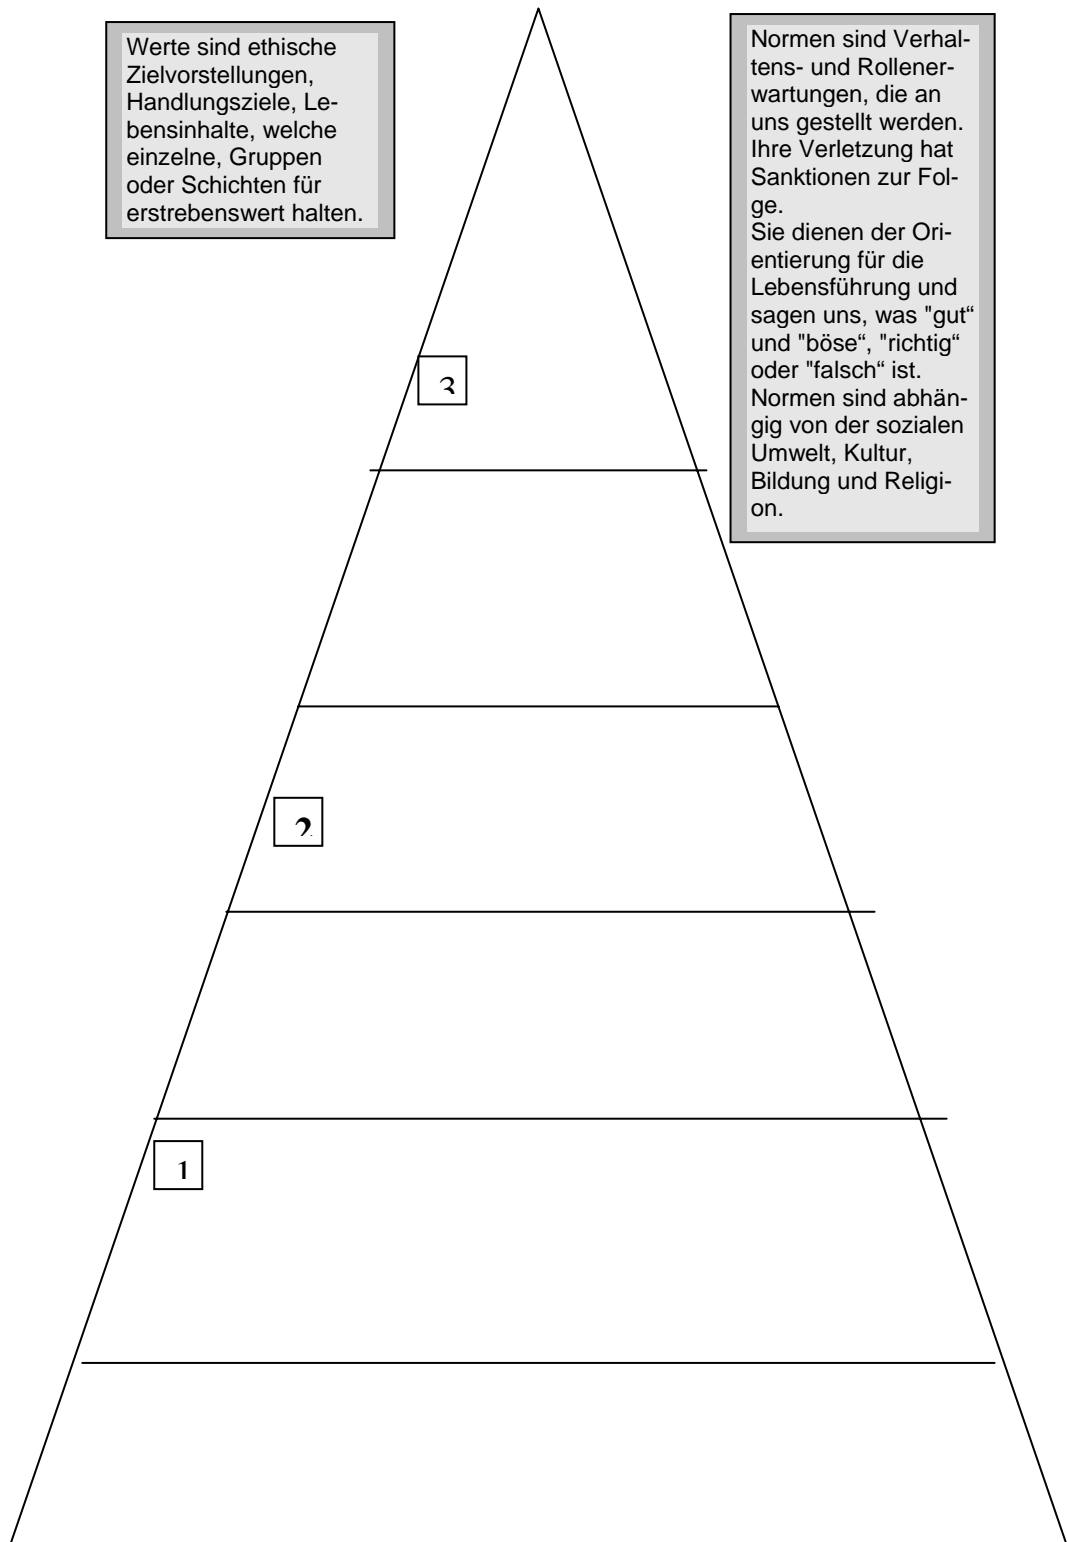 Werte sind ethische
Zielvorstellungen,
Handlungsziele, Le-
bensinhalte, welche
einzelne, Gruppen
oder Schichten für
erstrebenswert halten.
Normen sind Verhal-
tens- und Rollener-
wartungen, die an
uns gestellt werden.
Ihre Verletzung hat
Sanktionen zur Fol-
ge.
Sie dienen der Ori-
entierung für die
Lebensführung und
sagen uns, was "gut“
und "böse“, "richtig“
oder "falsch“ ist.
Normen sind abhän-
gig von der sozialen
Umwelt, Kultur,
Bildung und Religi-
on.
3
2
1